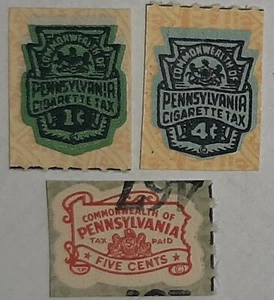 COMMONWEALTH OF
PENNSYLVANIA
CIGARETTE TAX
1¢
COMMONWEALTH OF
PENNSYLVANIA
CIGARETTE TAX
4¢
COMMONWEALTH OF
PENNSYLVANIA
TAX PAID
FIVE CENTS